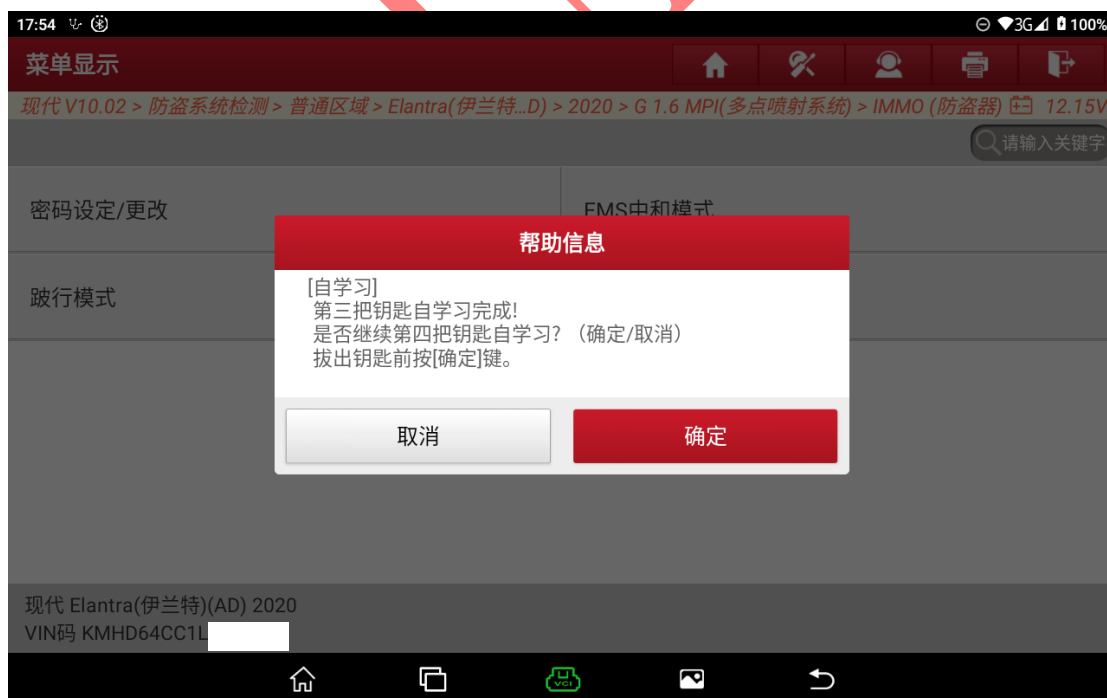 17:54
3G 100%
菜单显示
现代 V10.02 > 防盗系统检测 > 普通区域 > Elantra(伊兰特...D) > 2020 > G 1.6 MPI(多点喷射系统) > IMMO (防盗器) 12.15V
请输入关键字
密码设定/更改
EMS中和模式
帮助信息
跛行模式
[自学习]
第三把钥匙自学习完成!
是否继续第四把钥匙自学习? (确定/取消)
拔出钥匙前按[确定]键。
取消
确定
现代 Elantra(伊兰特)(AD) 2020
VIN码 KMHD64CC1L
VCI